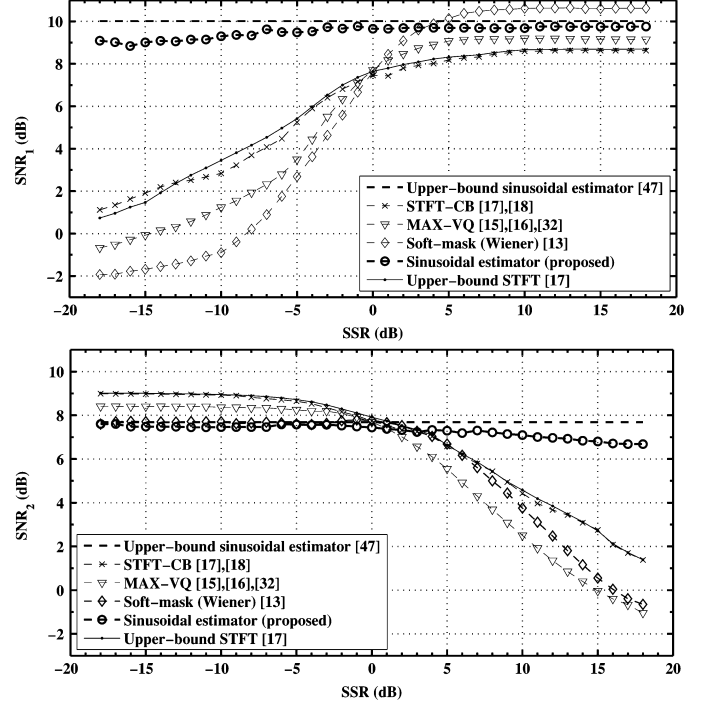 10
8
6
4
2
0
−2
SNR1 (dB)
Upper−bound sinusoidal estimator [47]
STFT−CB [17],[18]
MAX−VQ [15],[16],[32]
Soft−mask (Wiener) [13]
Sinusoidal estimator (proposed)
Upper−bound STFT [17]
−20 −15 −10 −5 0 5 10 15 20
SSR (dB)
10
8
6
4
2
0
−2
SNR2 (dB)
Upper−bound sinusoidal estimator [47]
STFT−CB [17],[18]
MAX−VQ [15],[16],[32]
Soft−mask (Wiener) [13]
Sinusoidal estimator (proposed)
Upper−bound STFT [17]
−20 −15 −10 −5 0 5 10 15 20
SSR (dB)